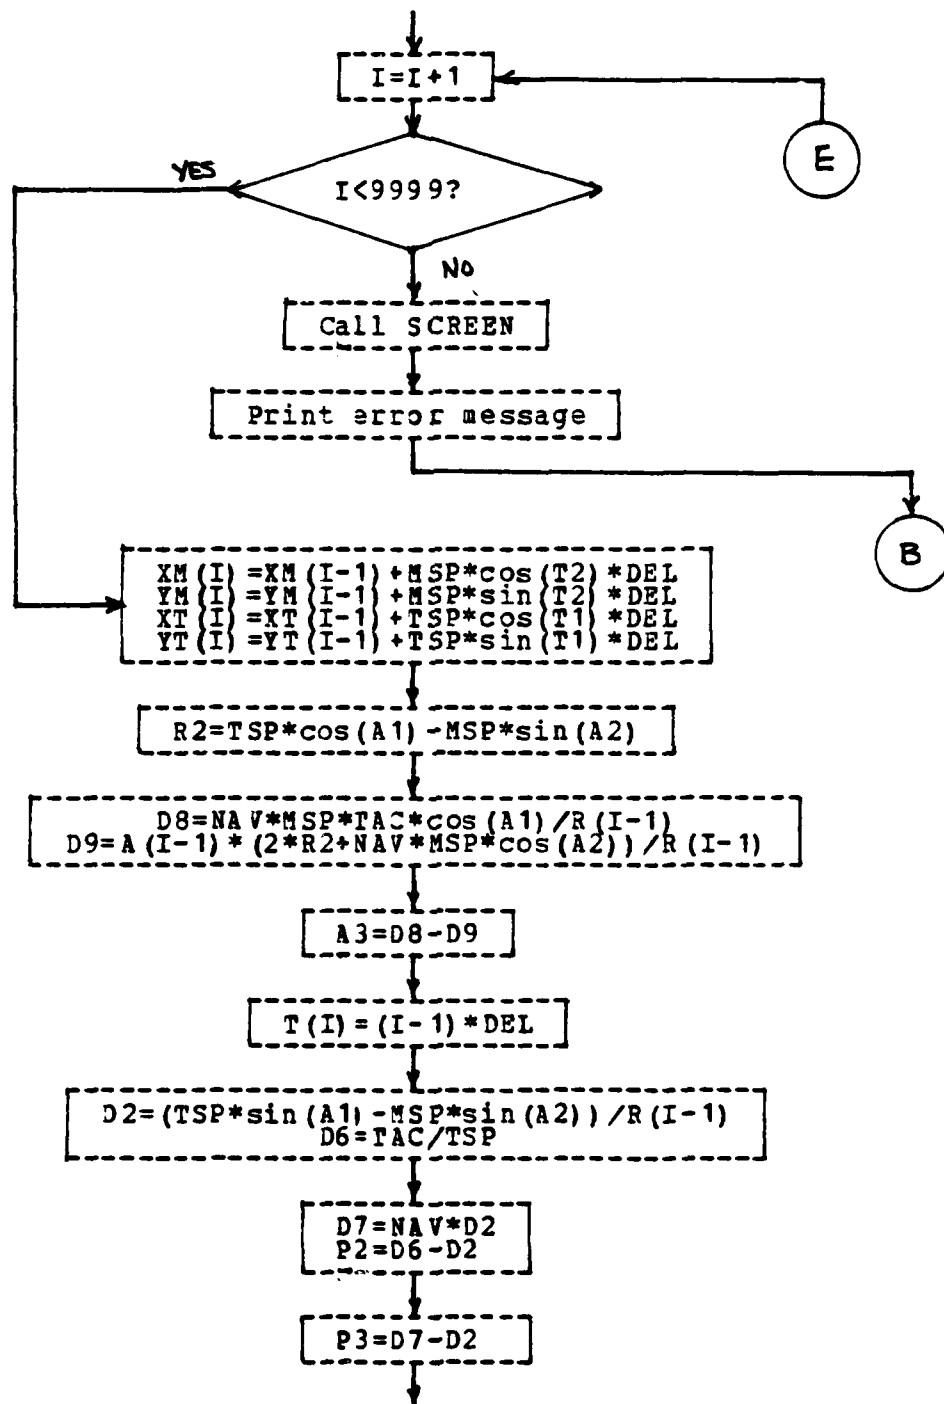 I=I+1
E
YES
I<9999?
NO
Call SCREEN
Print error message
B
XM(I)=XM(I-1)+MSP*cos(T2)*DEL
YM(I)=YM(I-1)+MSP*sin(T2)*DEL
XT(I)=XT(I-1)+TSP*cos(T1)*DEL
YT(I)=YT(I-1)+TSP*sin(T1)*DEL
R2=TSP*cos(A1)-MSP*sin(A2)
D8=NAV*MSP*TAC*cos(A1)/R(I-1)
D9=A(I-1)*(2*R2+NAV*MSP*cos(A2))/R(I-1)
A3=D8-D9
T(I)=(I-1)*DEL
D2=(TSP*sin(A1)-MSP*sin(A2))/R(I-1)
D6=TAC/TSP
D7=NAV*D2
P2=D6-D2
P3=D7-D2